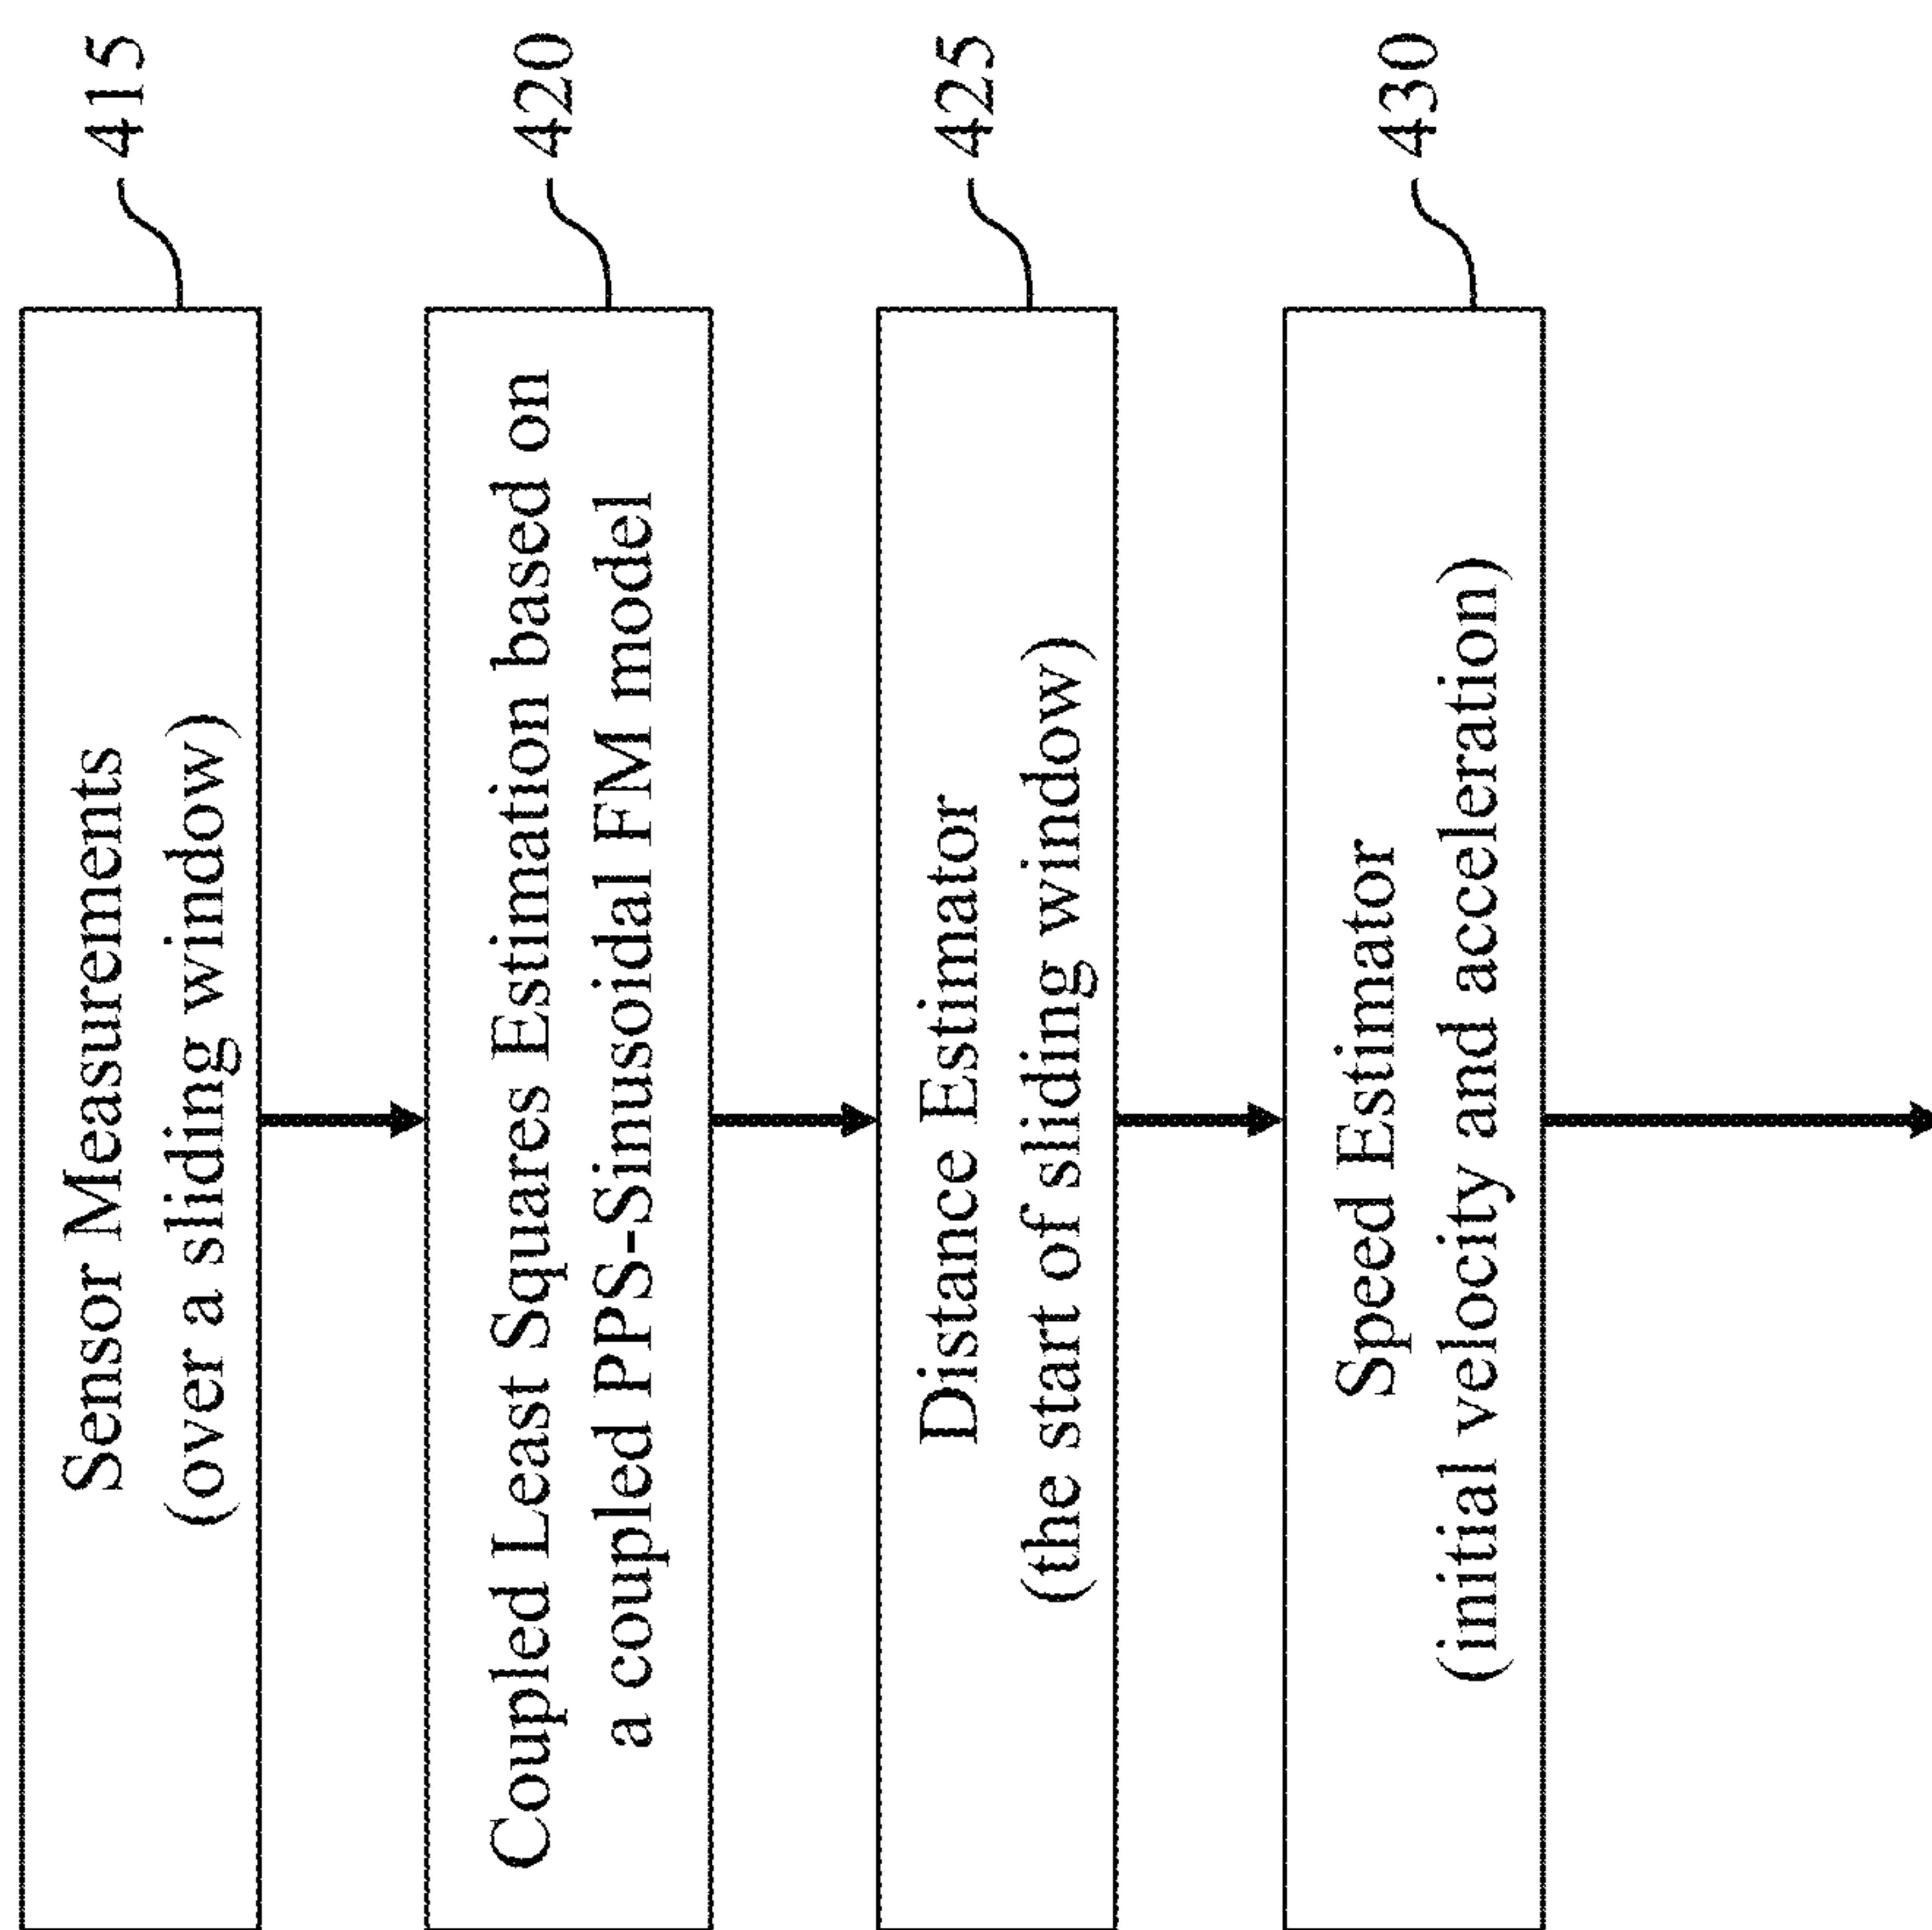 Sensor Measurements
(over a sliding window)
415
Coupled Least Squares Estimation based on
a coupled PPS-Sinusoidal FM model
420
Distance Estimator
(the start of sliding window)
425
Speed Estimator
(initial velocity and acceleration)
430